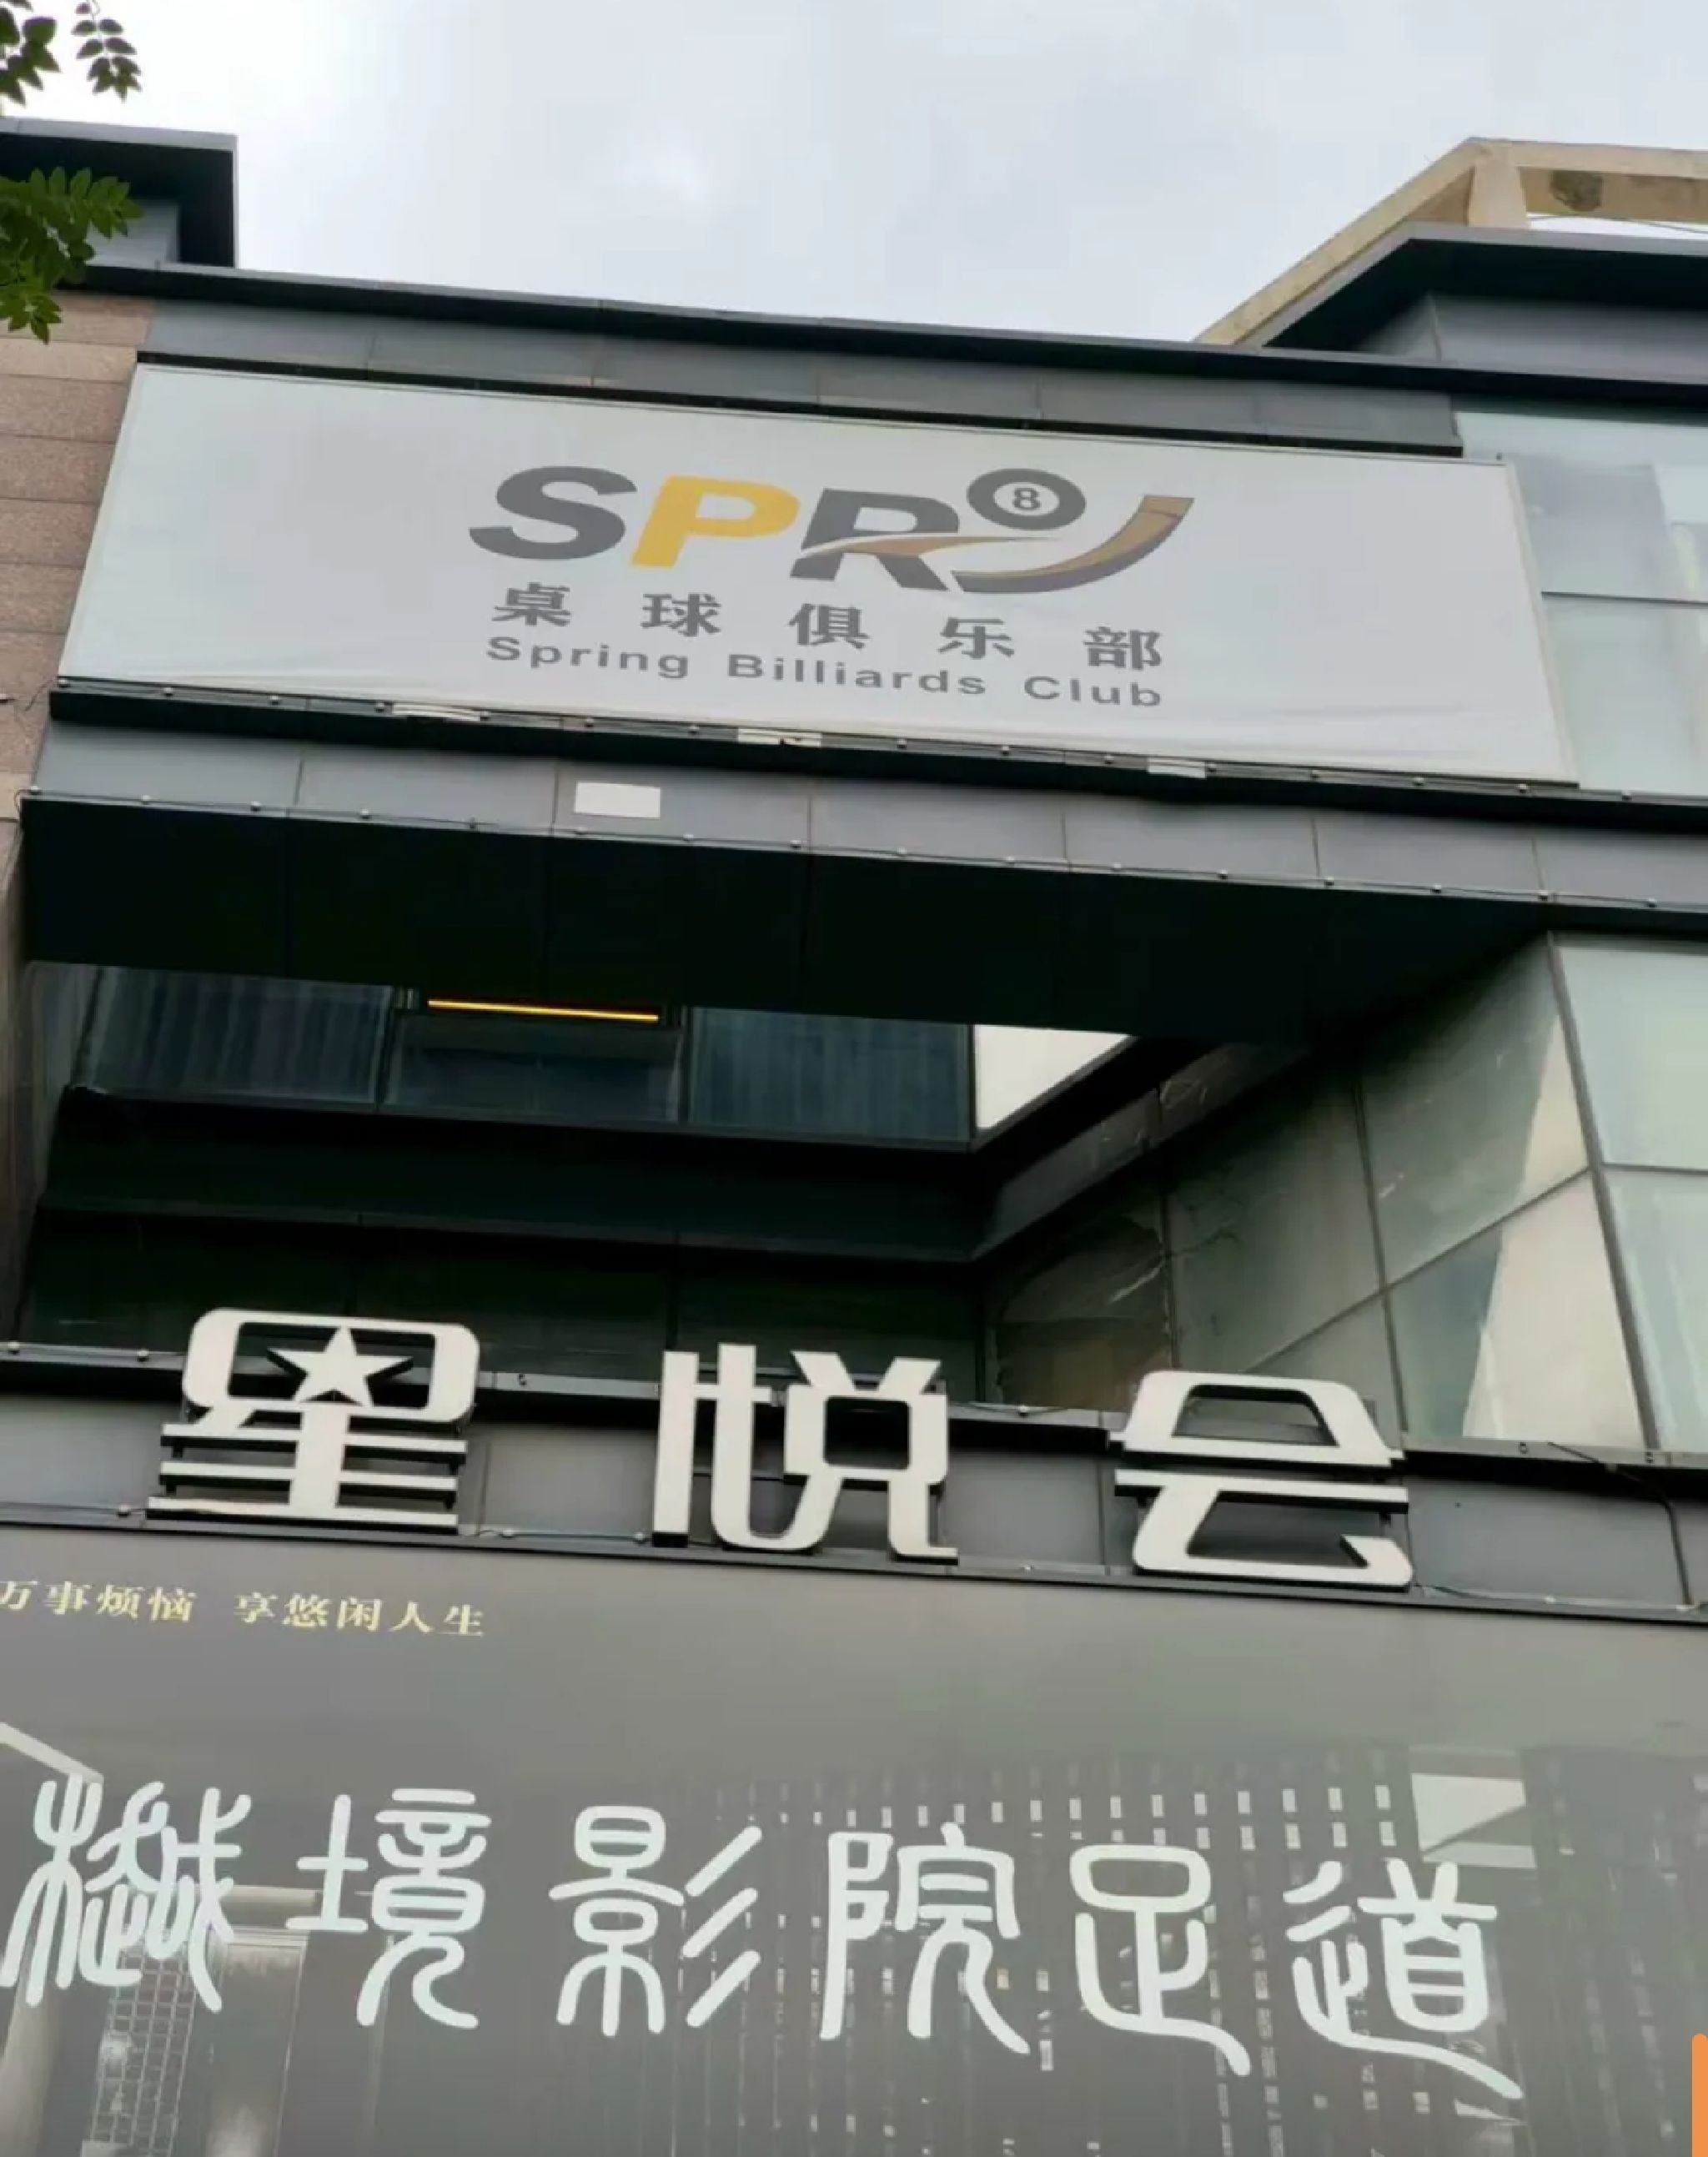 SPR8
桌球俱乐部
Spring Billiards Club
星悦会
万事烦恼 享悠闲人生
境影院足道